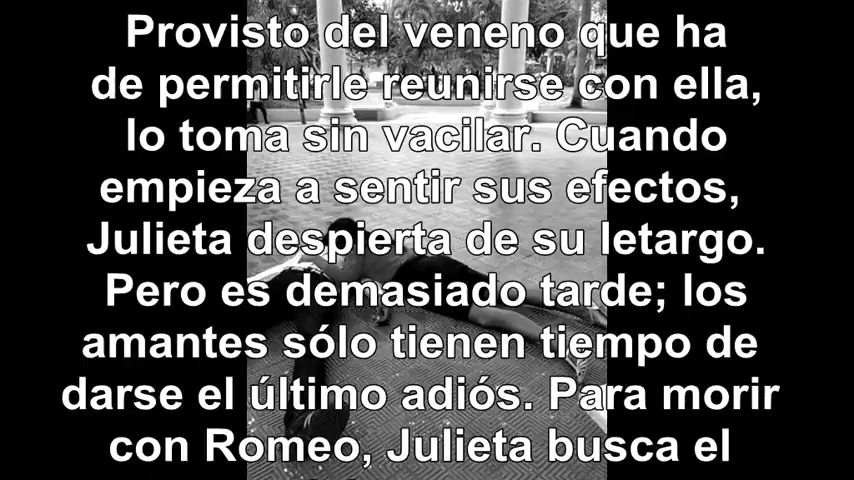 Provisto del veneno que ha
de permitirle reunirse con ella,
lo toma sin vacilar. Cuando
empieza a sentir sus efectos,
Julieta despierta de su letargo.
Pero es demasiado tarde; los
amantes sólo tienen tiempo de
darse el último adiós. Para morir
con Romeo, Julieta busca el